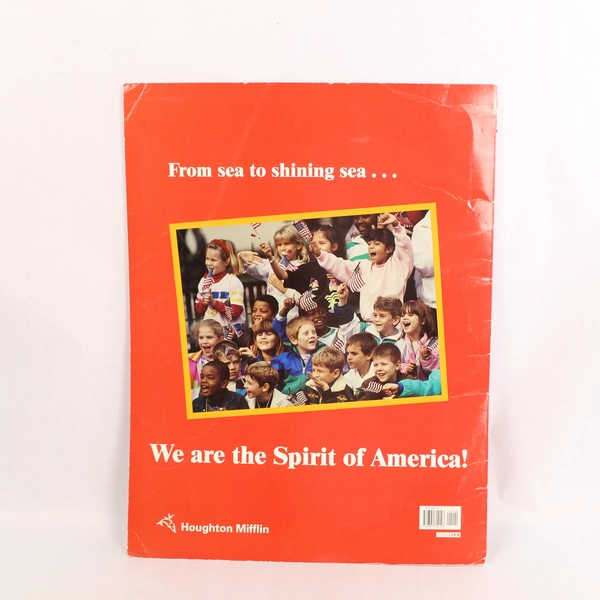 From sea to shining sea . . .
We are the Spirit of America!
Houghton Mifflin